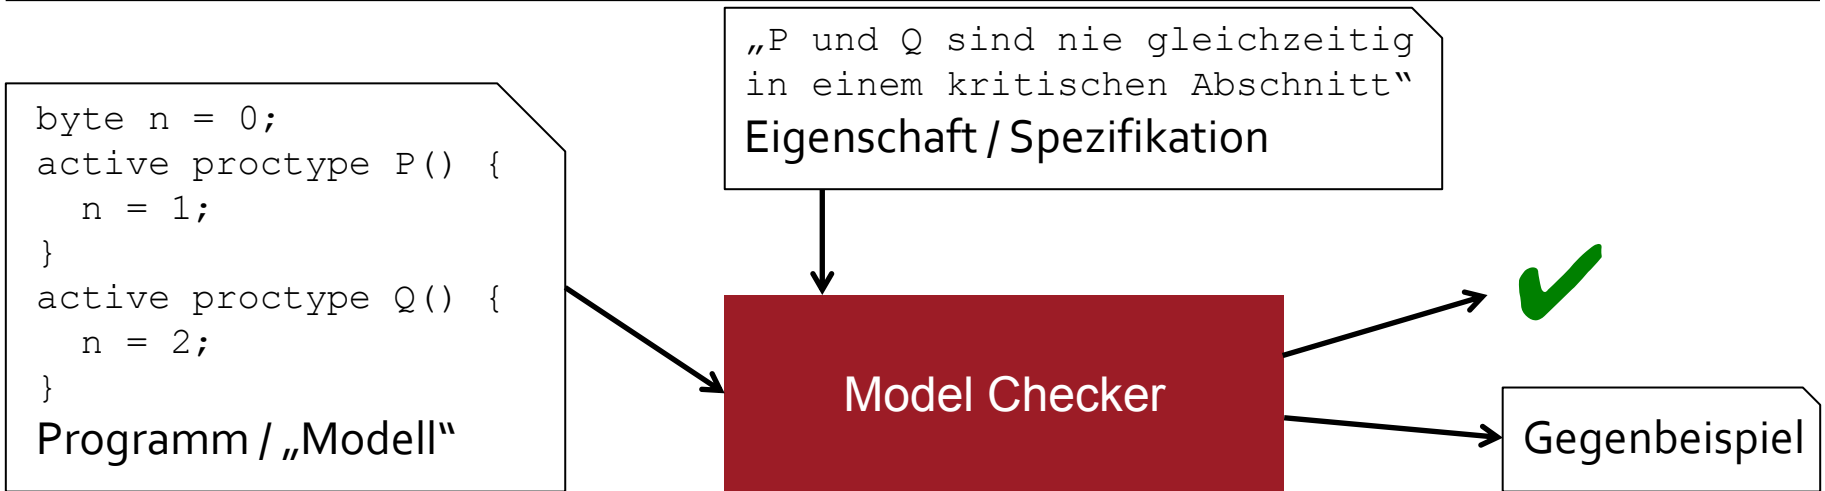 byte n = 0;
active proctype P() {
  n = 1;
}
active proctype Q() {
  n = 2;
}
Programm / „Modell“
„P und Q sind nie gleichzeitig
in einem kritischen Abschnitt“
Eigenschaft / Spezifikation
Model Checker
✔
Gegenbeispiel